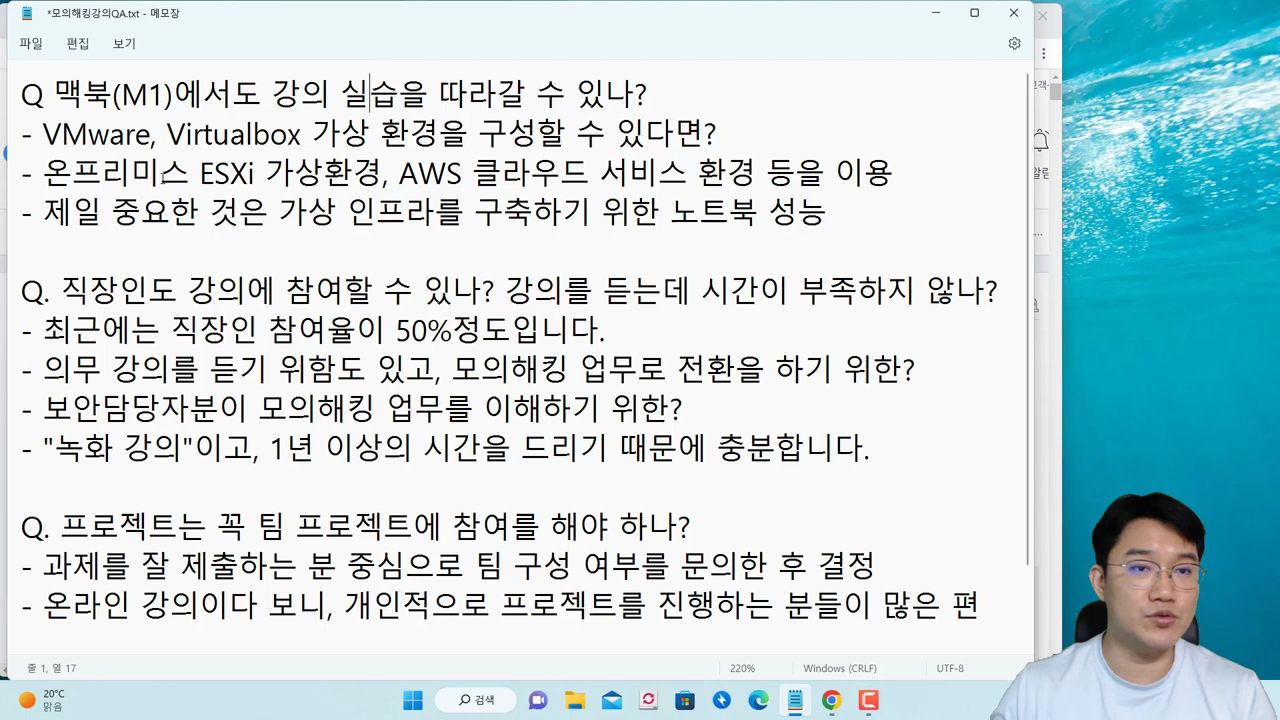 *모의해킹강의QA.txt - 메모장
파일 편집 보기
Q 맥북(M1)에서도 강의 실습을 따라갈 수 있나?
- VMware, Virtualbox 가상 환경을 구성할 수 있다면?
- 온프리미스 ESXi 가상환경, AWS 클라우드 서비스 환경 등을 이용
- 제일 중요한 것은 가상 인프라를 구축하기 위한 노트북 성능
Q. 직장인도 강의에 참여할 수 있나? 강의를 듣는데 시간이 부족하지 않나?
- 최근에는 직장인 참여율이 50%정도입니다.
- 의무 강의를 듣기 위함도 있고, 모의해킹 업무로 전환을 하기 위한?
- 보안담당자분이 모의해킹 업무를 이해하기 위한?
- "녹화 강의"이고, 1년 이상의 시간을 드리기 때문에 충분합니다.
Q. 프로젝트는 꼭 팀 프로젝트에 참여를 해야 하나?
- 과제를 잘 제출하는 분 중심으로 팀 구성 여부를 문의한 후 결정
- 온라인 강의이다 보니, 개인적으로 프로젝트를 진행하는 분들이 많은 편
줄 1, 열 17
220%
Windows (CRLF)
UTF-8
20°C
맑음
검색